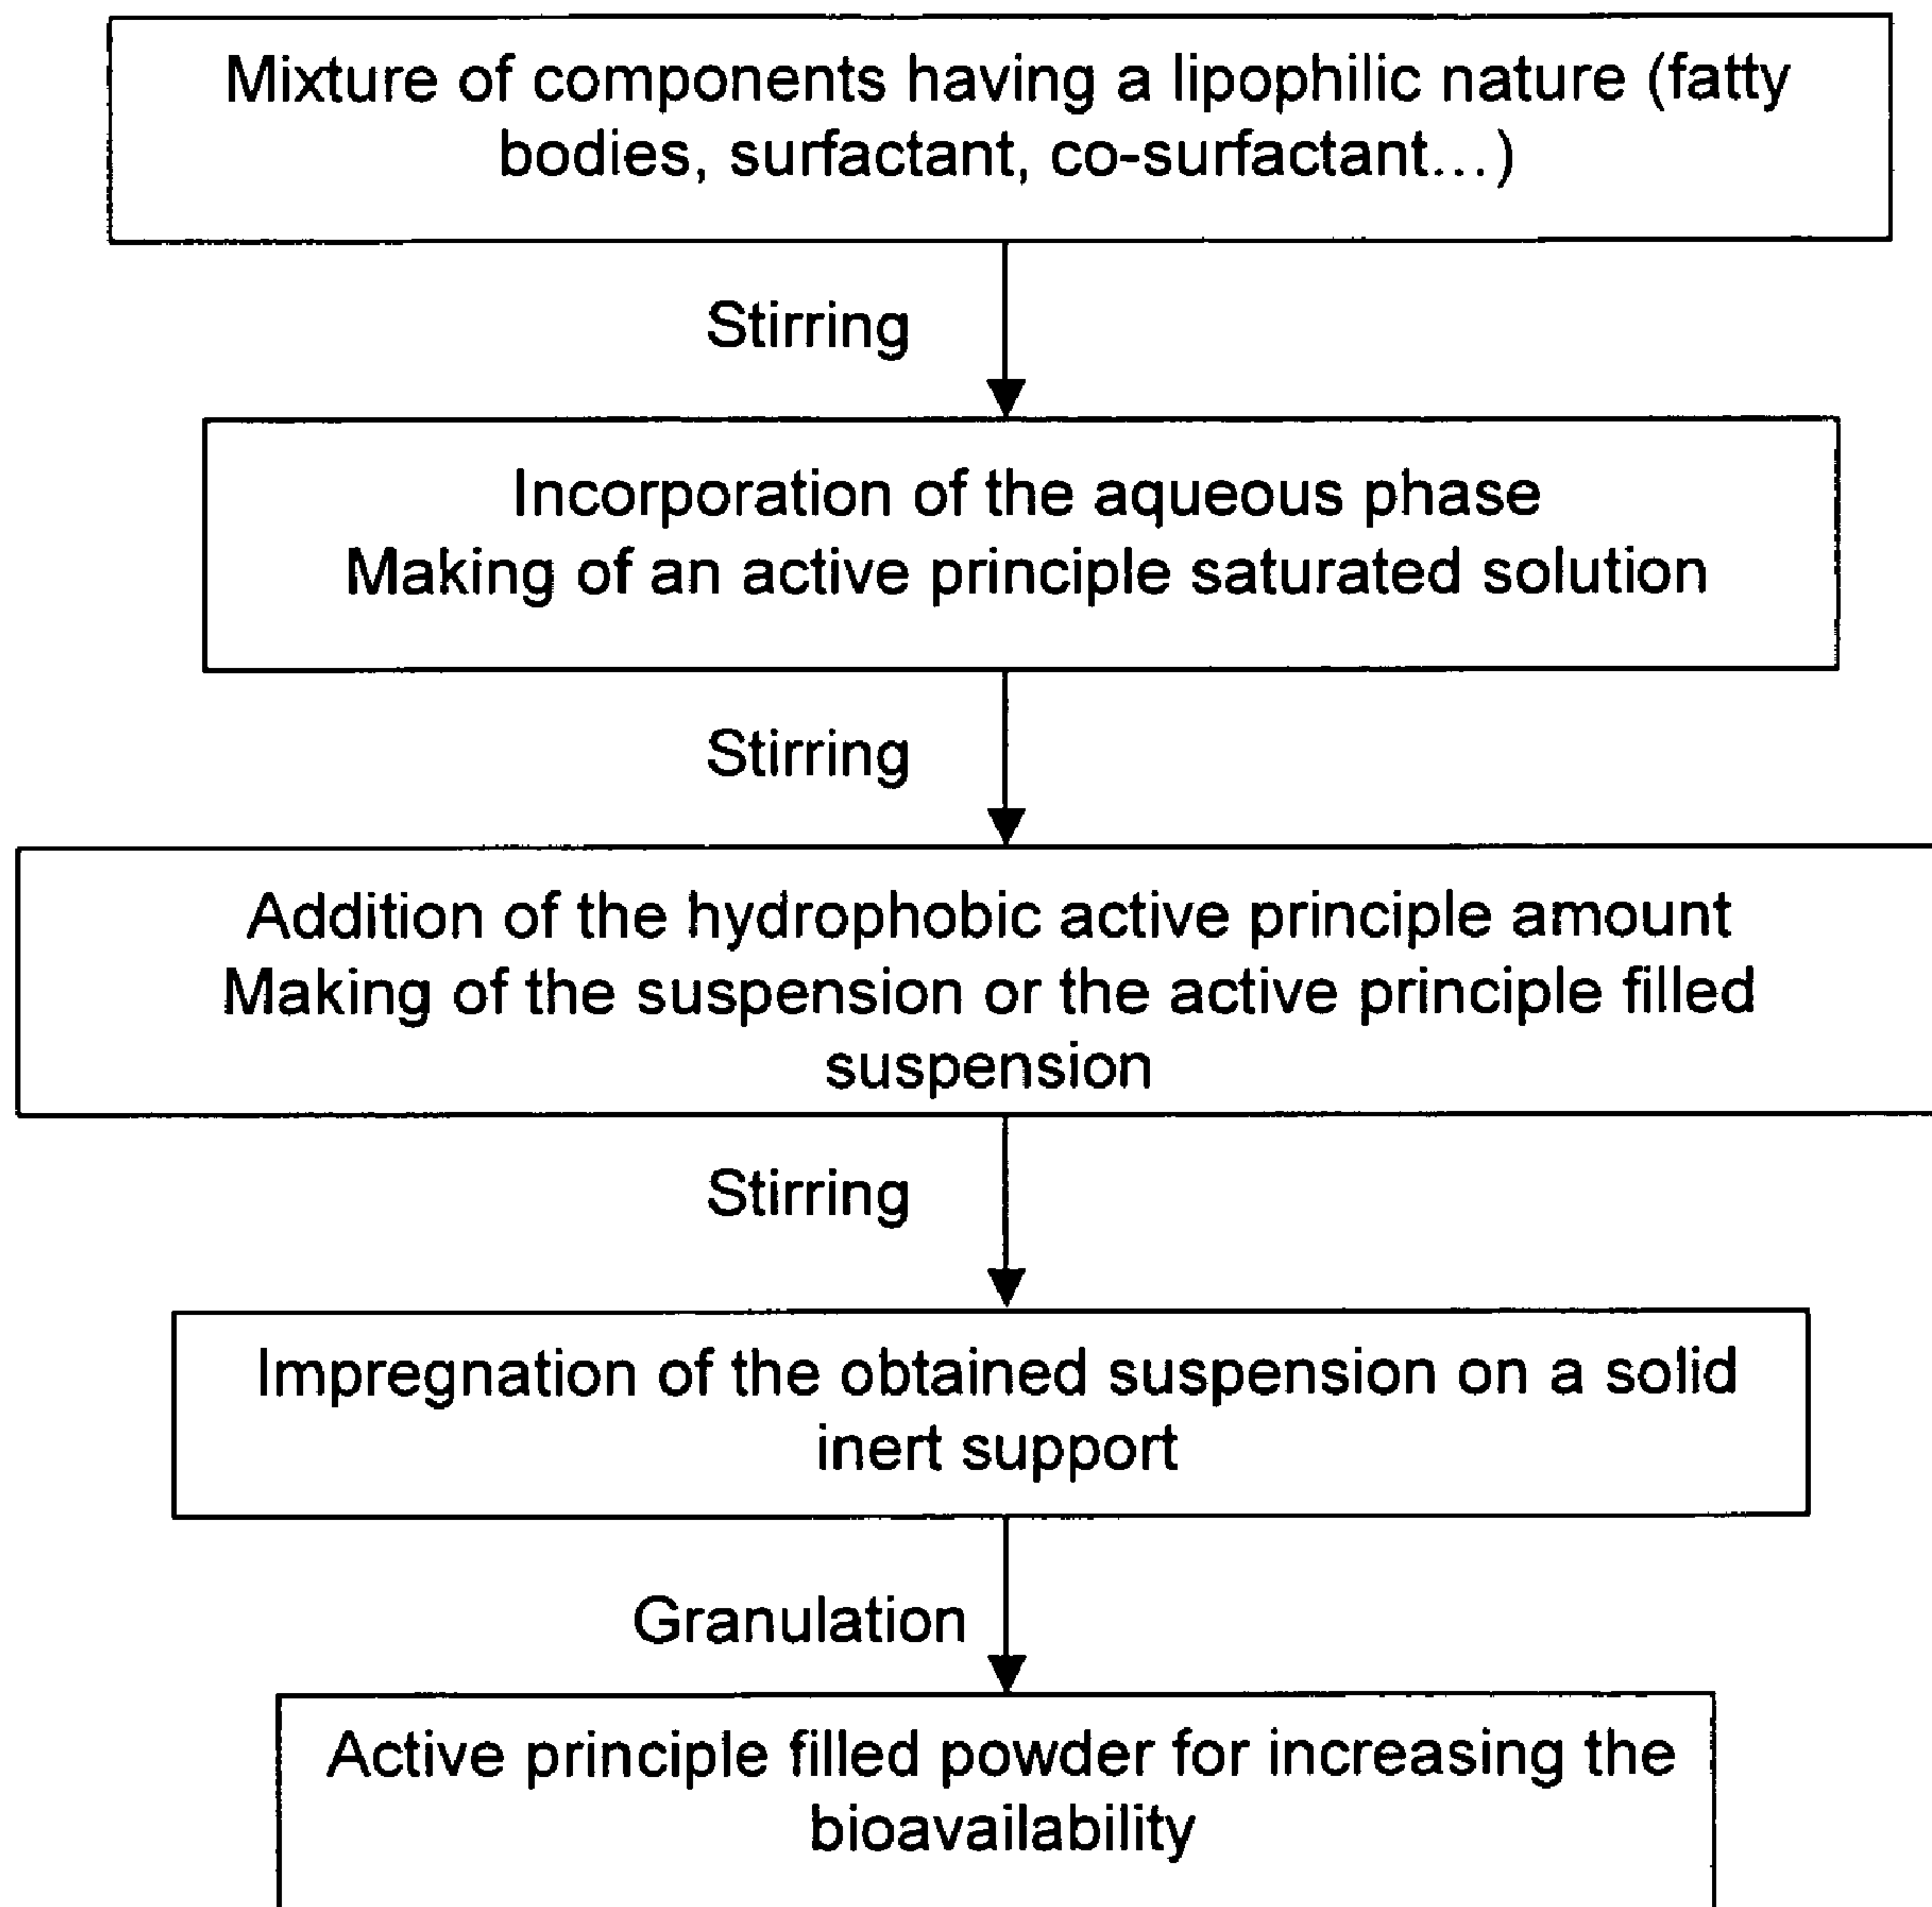 Mixture of components having a lipophilic nature (fatty
bodies, surfactant, co-surfactant...)
Stirring
Incorporation of the aqueous phase
Making of an active principle saturated solution
Stirring
Addition of the hydrophobic active principle amount
Making of the suspension or the active principle filled
suspension
Stirring
Impregnation of the obtained suspension on a solid
inert support
Granulation
Active principle filled powder for increasing the
bioavailability